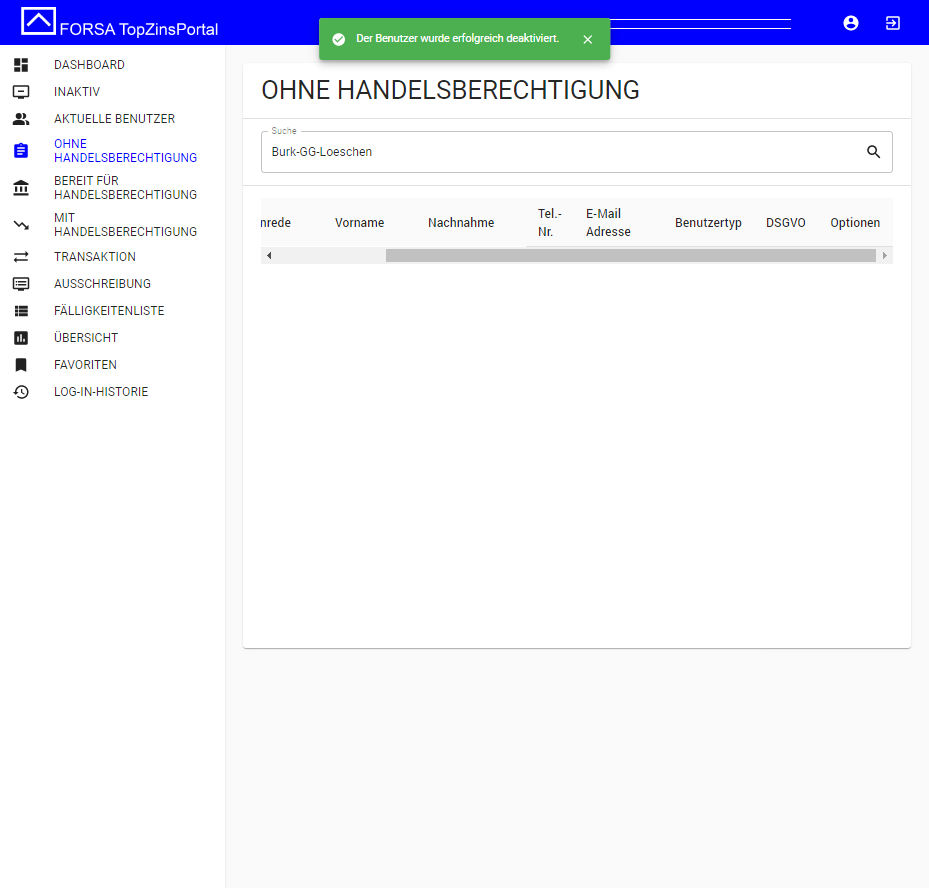 FORSA TopZinsPortal
Der Benutzer wurde erfolgreich deaktiviert.
DASHBOARD
INAKTIV
AKTUELLE BENUTZER
OHNE
HANDELSBERECHTIGUNG
BEREIT FÜR
HANDELSBERECHTIGUNG
MIT
HANDELSBERECHTIGUNG
TRANSAKTION
AUSSCHREIBUNG
FÄLLIGKEITENLISTE
ÜBERSICHT
FAVORITEN
LOG-IN-HISTORIE
OHNE HANDELSBERECHTIGUNG
Suche
Burk-GG-Loeschen
nrede Vorname Nachnahme Tel.- E-Mail Benutzertyp DSGVO Optionen
Nr. Adresse